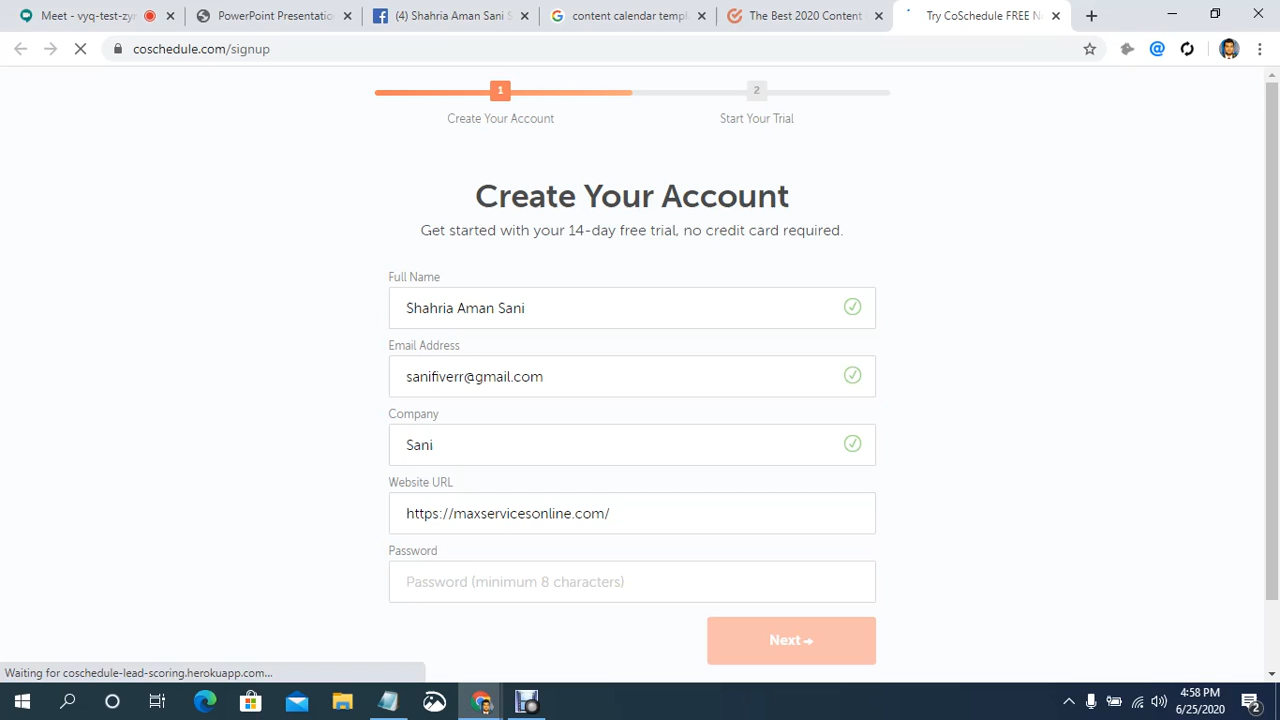 Meet - vyq-test-zyr
PowerPoint Presentatio
(4) Shahria Aman Sani S
content calendar templ
The Best 2020 Content
Try CoSchedule FREE N
coschedule.com/signup
1
2
Create Your Account
Start Your Trial
Create Your Account
Get started with your 14-day free trial, no credit card required.
Full Name
Shahria Aman Sani
Email Address
sanifiverr@gmail.com
Company
Sani
Website URL
https://maxservicesonline.com/
Password
Password (minimum 8 characters)
Next
Waiting for coschedule-lead-scoring.herokuapp.com...
4:58 PM
6/25/2020
2